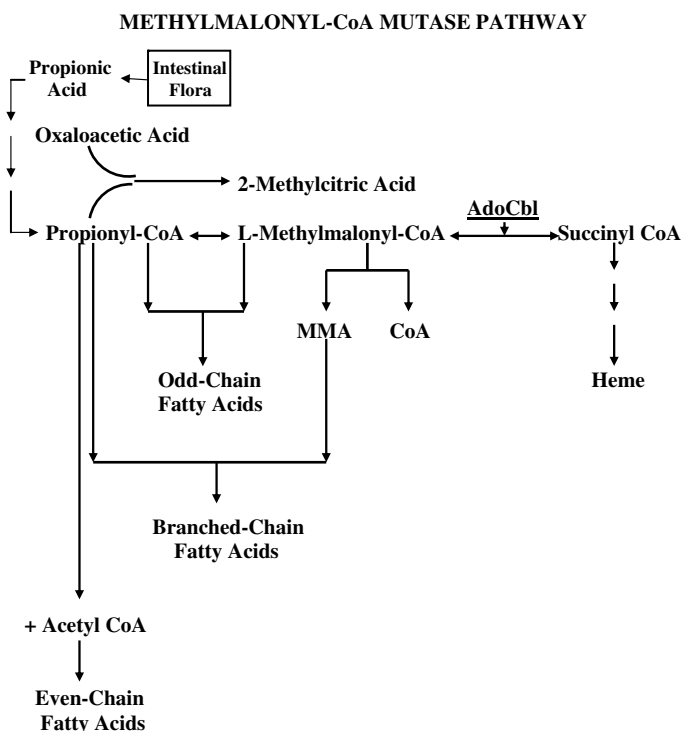 METHYLMALONYL-CoA MUTASE PATHWAY
Propionic
Acid
Intestinal
Flora
Oxaloacetic Acid
2-Methylcitric Acid
AdoCbl
Propionyl-CoA
L-Methylmalonyl-CoA
Succinyl CoA
MMA
CoA
Odd-Chain
Fatty Acids
Heme
Branched-Chain
Fatty Acids
+ Acetyl CoA
Even-Chain
Fatty Acids